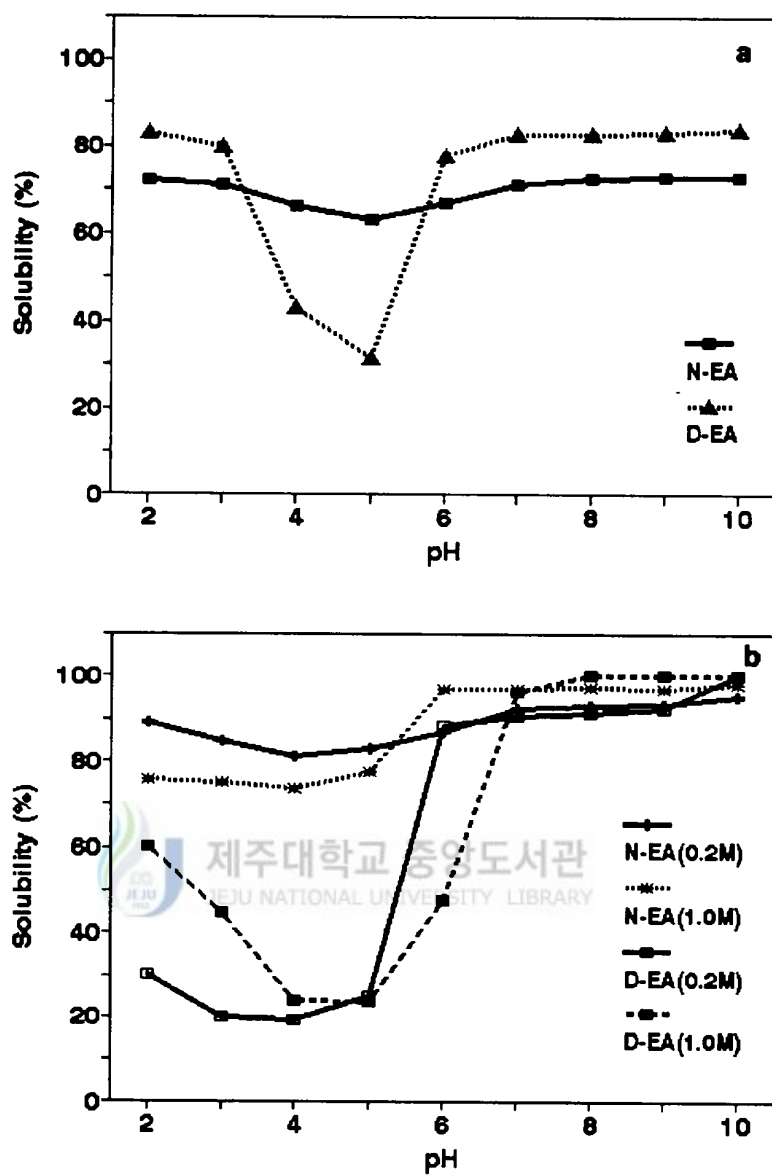 a
100
80
60
40
20
0
Solubility (%)
N-EA
D-EA
2 4 6 8 10
pH
b
100
80
60
40
20
0
Solubility (%)
N-EA(0.2M)
N-EA(1.0M)
D-EA(0.2M)
D-EA(1.0M)
제주대학교 중앙도서관
JEJU NATIONAL UNIVERSITY LIBRARY
JEJU
2 4 6 8 10
pH